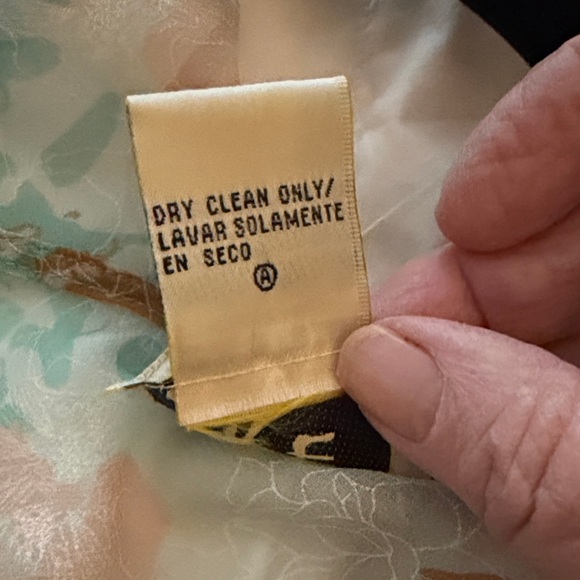 DRY CLEAN ONLY/
LAVAR SOLAMENTE
EN SECO
Ⓐ